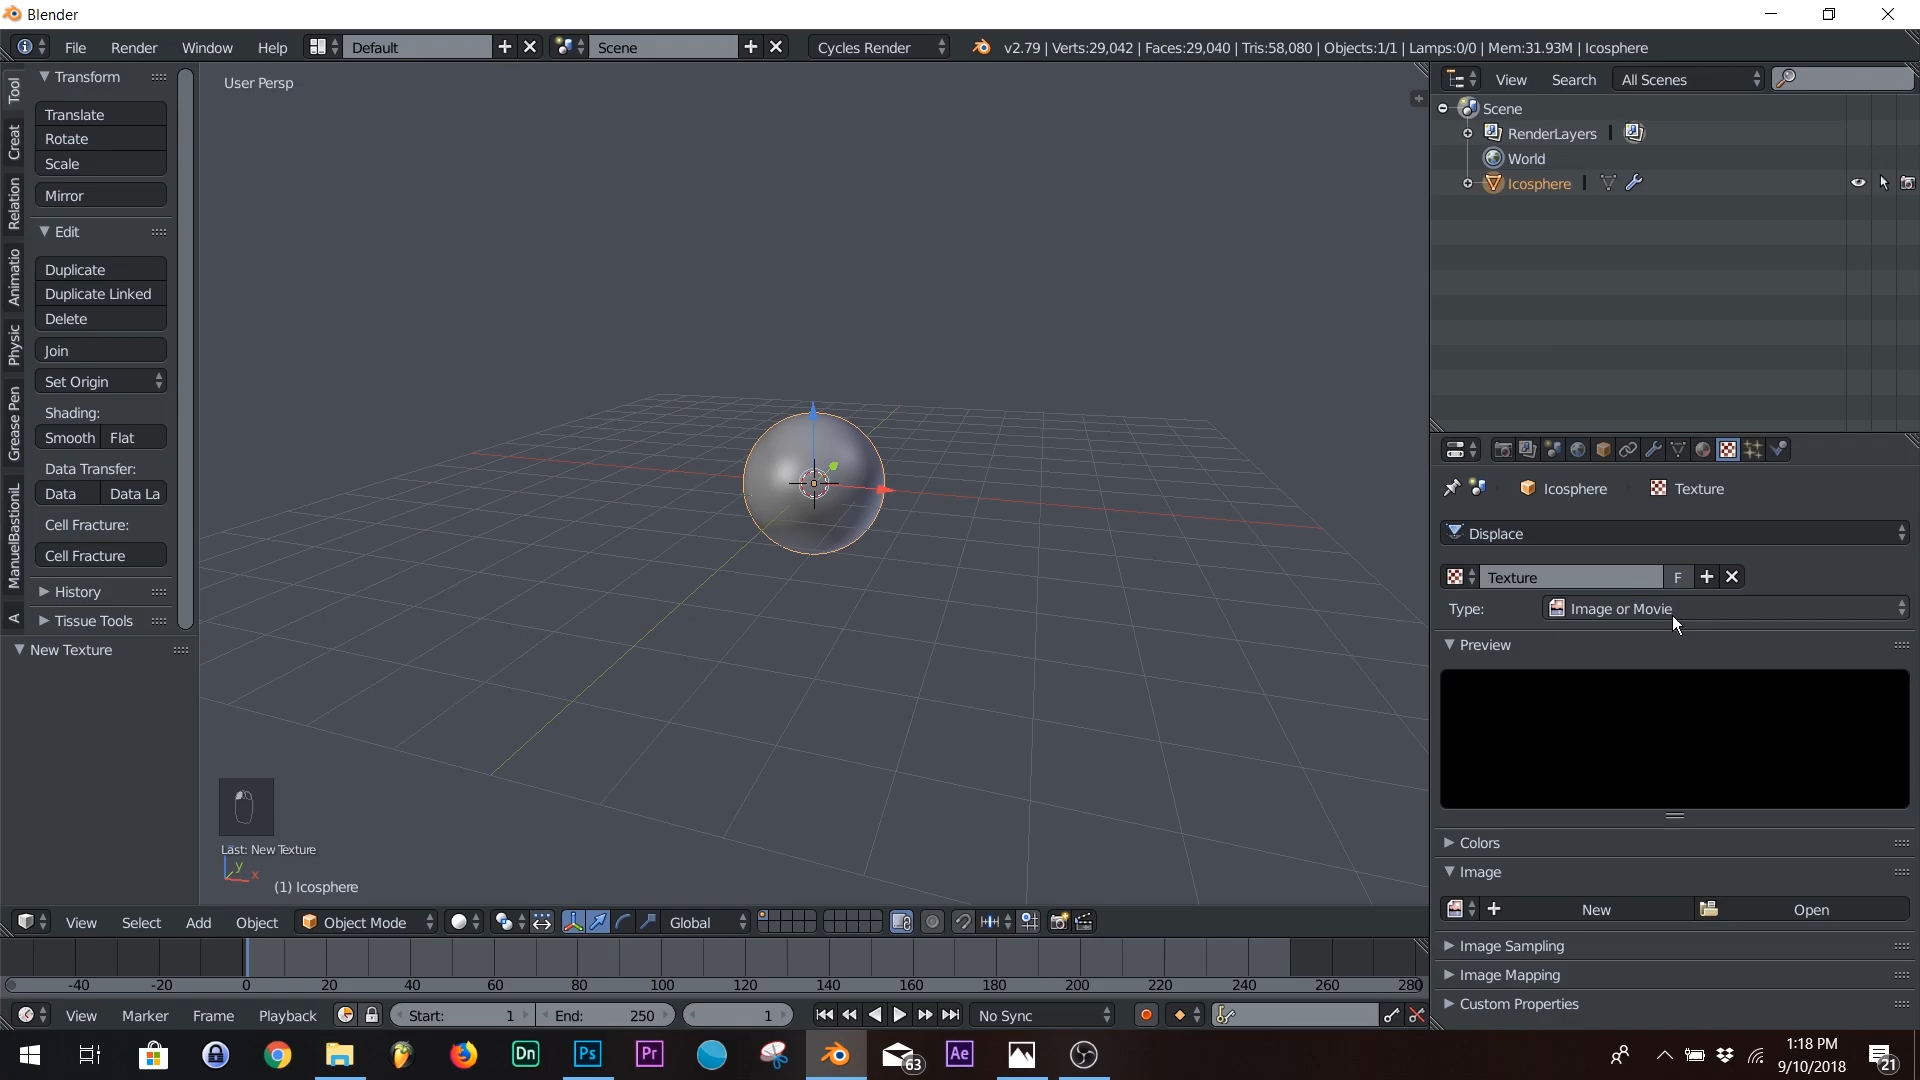 Blender
File Render Window Help Default Scene Cycles Render v2.79 | Verts:29,042 | Faces:29,040 | Tris:58,080 | Objects:1/1 | Lamps:0/0 | Mem:31.93M | Icosphere
Tool
Creat
Relation
Animatio
Physic
Grease Pen
ManuelBastioniL
A
Transform
Translate
Rotate
Scale
Mirror
Edit
Duplicate
Duplicate Linked
Delete
Join
Set Origin
Shading:
Smooth Flat
Data Transfer:
Data Data La
Cell Fracture:
Cell Fracture
History
Tissue Tools
New Texture
User Persp
Last: New Texture
y
x
(1) Icosphere
View Select Add Object Object Mode Global
-40 -20 0 20 40 60 80 100 120 140 160 180 200 220 240 260 280
View Marker Frame Playback Start: 1 End: 250 1 No Sync
View Search All Scenes
Scene
RenderLayers
World
Icosphere
Icosphere Texture
Displace
Texture F
Type: Image or Movie
Preview
Colors
Image
New Open
Image Sampling
Image Mapping
Custom Properties
Dn Ps Pr 63 Ae
1:18 PM
9/10/2018
21